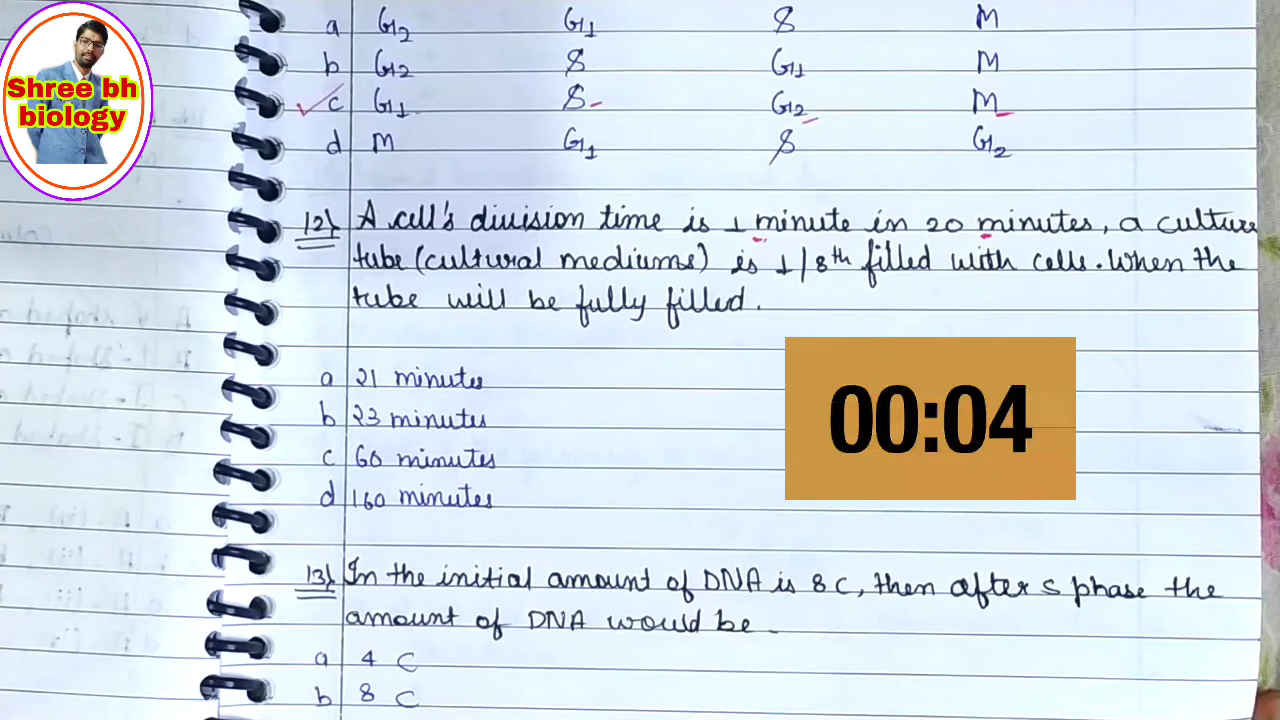 Shree bh
biology
a G2 G1 S M
b G2 S G1 M
c G1 S G2 M
d M G1 S G2
12} A cell's division time is 1 minute in 20 minutes, a culture
tube (cultural mediums) is 1/8th filled with cells. When the
tube will be fully filled.
a 21 minutes
b 23 minutes
c 60 minutes
d 160 minutes
00:04
13} In the initial amount of DNA is 8C, then after S phase the
amount of DNA would be
a 4 C
b 8 C